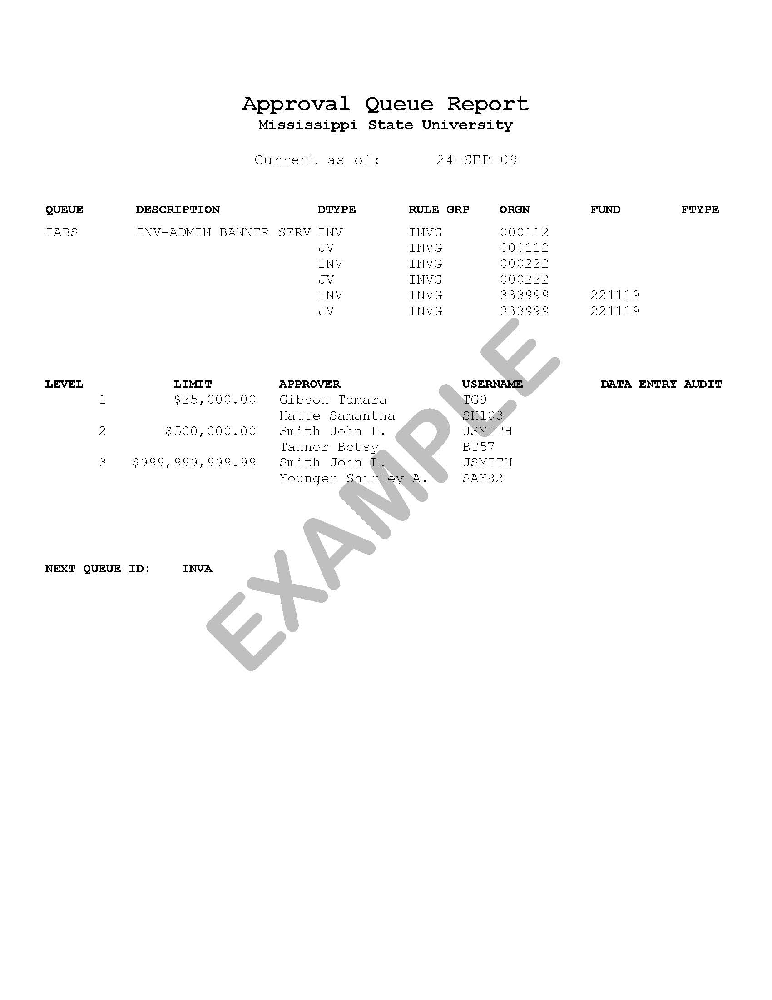 Approval Queue Report
Mississippi State University
Current as of: 24-SEP-09
QUEUE DESCRIPTION DTYPE RULE GRP ORGN FUND FTYPE
IABS INV-ADMIN BANNER SERV INV INVG 000112
JV INVG 000112
INV INVG 000222
JV INVG 000222
INV INVG 333999 221119
JV INVG 333999 221119
LEVEL LIMIT APPROVER USERNAME DATA ENTRY AUDIT
1 $25,000.00 Gibson Tamara TG9
Haute Samantha SH103
2 $500,000.00 Smith John L. JSMITH
Tanner Betsy BT57
3 $999,999,999.99 Smith John L. JSMITH
Younger Shirley A. SAY82
NEXT QUEUE ID: INVA
EXAMPLE